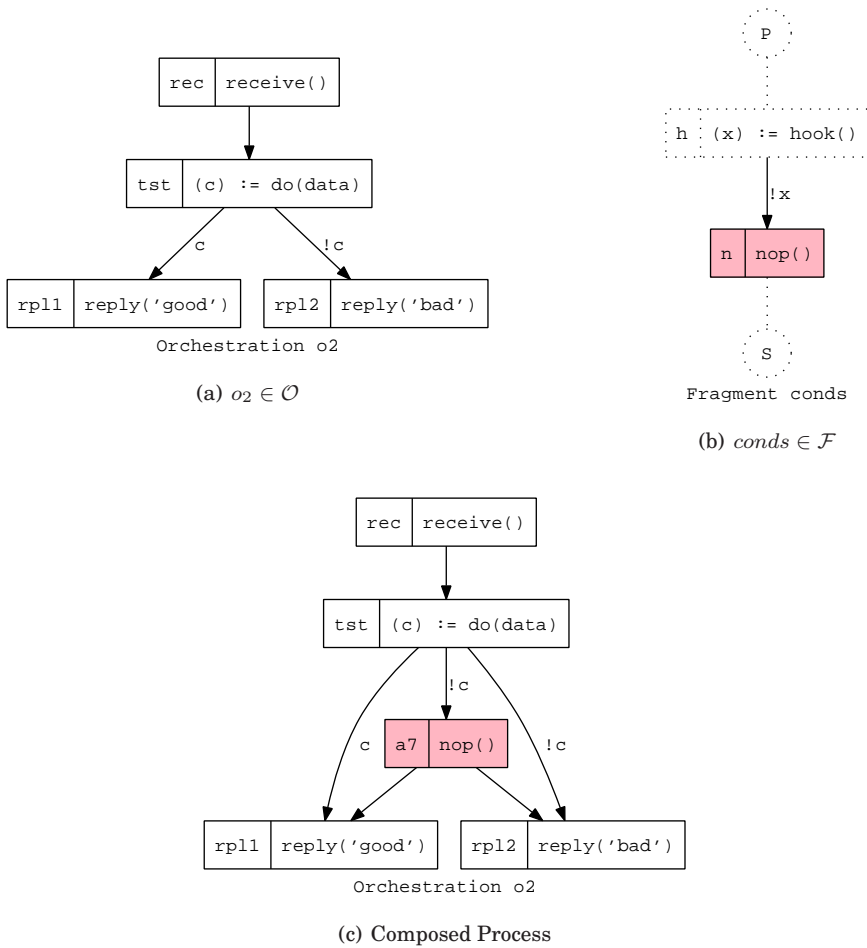 rec receive()
tst (c) := do(data)
c !c
rpl1 reply('good') rpl2 reply('bad')
Orchestration o2
(a) o₂ ∈ 𝒪
P
h (x) := hook()
!x
n nop()
S
Fragment conds
(b) conds ∈ ℱ
rec receive()
tst (c) := do(data)
!c
c a7 nop() !c
rpl1 reply('good') rpl2 reply('bad')
Orchestration o2
(c) Composed Process